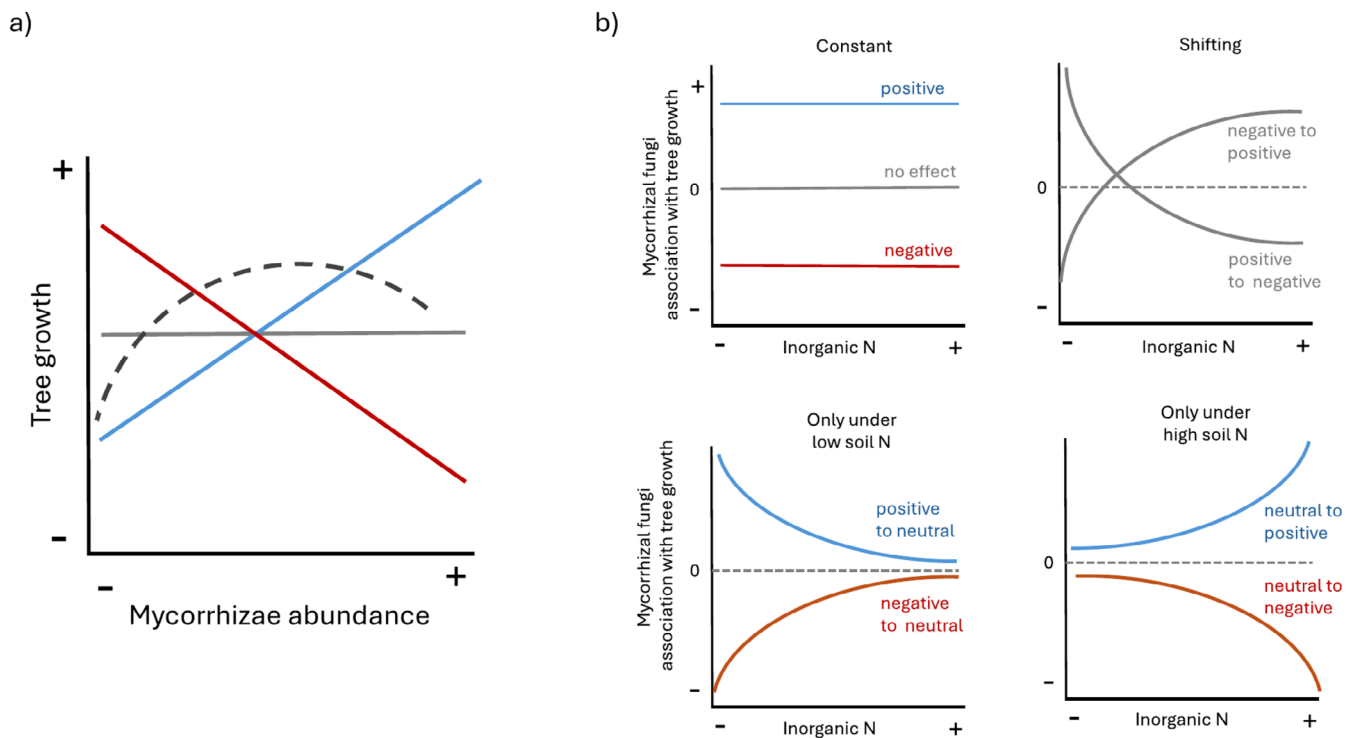 a)
+
Tree growth
-
-
+
Mycorrhizae abundance
b)
Constant
Mycorrhizal fungi
association with tree growth
+
0
-
positive
no effect
negative
-
Inorganic N
+
Shifting
0
-
negative to
positive
positive
to negative
-
Inorganic N
+
Only under
low soil N
Mycorrhizal fungi
association with tree growth
0
-
positive
to neutral
negative
to neutral
-
Inorganic N
+
Only under
high soil N
0
-
neutral to
positive
neutral to
negative
-
Inorganic N
+